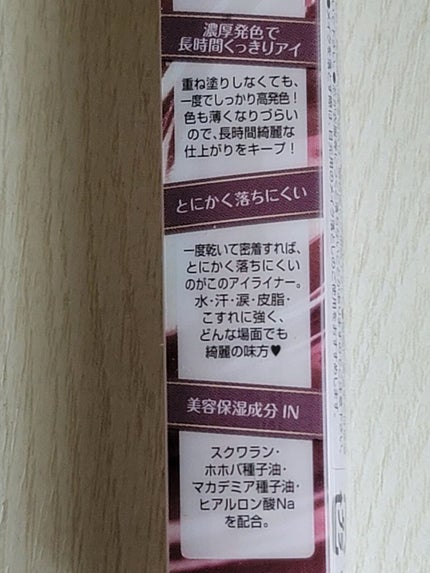 濃厚発色で
長時間くっきりアイ
重ね塗りしなくても、
一度でしっかり高発色！
色も薄くなりづらい
ので、長時間綺麗な
仕上がりをキープ！
とにかく落ちにくい
一度乾いて密着すれば、
とにかく落ちにくい
のがこのアイライナー。
水・汗・涙・皮脂・
こすれに強く、
どんな場面でも
綺麗の味方♥
美容保湿成分 IN
スクワラン・
ホホバ種子油・
マカデミア種子油・
ヒアルロン酸Na
を配合。